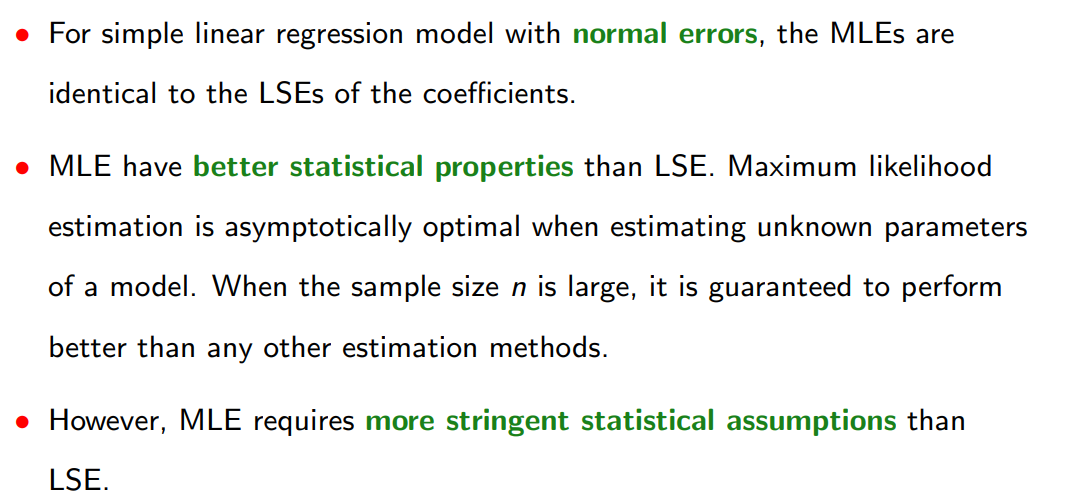 • For simple linear regression model with normal errors, the MLEs are
identical to the LSEs of the coefficients.
• MLE have better statistical properties than LSE. Maximum likelihood
estimation is asymptotically optimal when estimating unknown parameters
of a model. When the sample size n is large, it is guaranteed to perform
better than any other estimation methods.
• However, MLE requires more stringent statistical assumptions than
LSE.